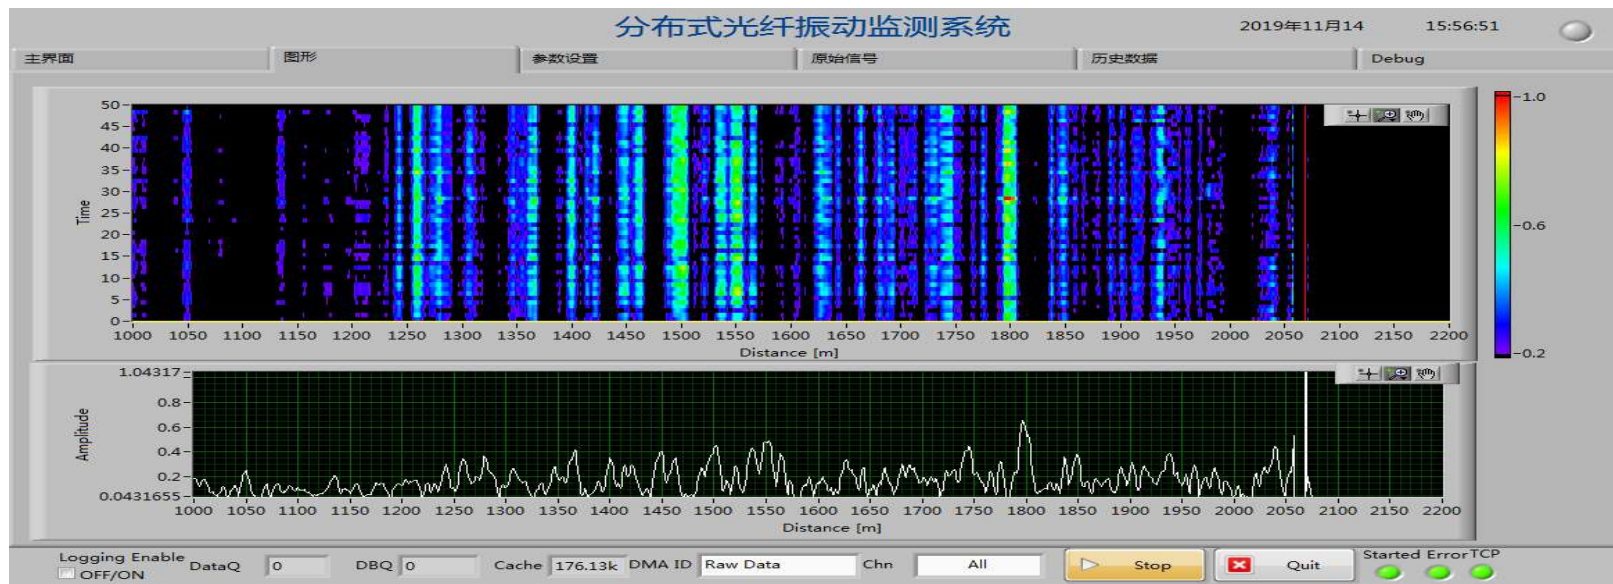 分布式光纤振动监测系统 2019年11月14 15:56:51
主界面 图形 参数设置 原始信号 历史数据 Debug
50
45
40
35
30
25
20
15
10
5
0
Time
1000 1050 1100 1150 1200 1250 1300 1350 1400 1450 1500 1550 1600 1650 1700 1750 1800 1850 1900 1950 2000 2050 2100 2150 2200
Distance [m]
1.0
0.6
0.2
1.04317
0.8
0.6
0.4
0.2
0.0431655
Amplitude
1000 1050 1100 1150 1200 1250 1300 1350 1400 1450 1500 1550 1600 1650 1700 1750 1800 1850 1900 1950 2000 2050 2100 2150 2200
Distance [m]
Logging Enable
OFF/ON
DataQ 0 DBQ 0 Cache 176.13k DMA ID Raw Data Chn All Stop Quit
Started Error TCP